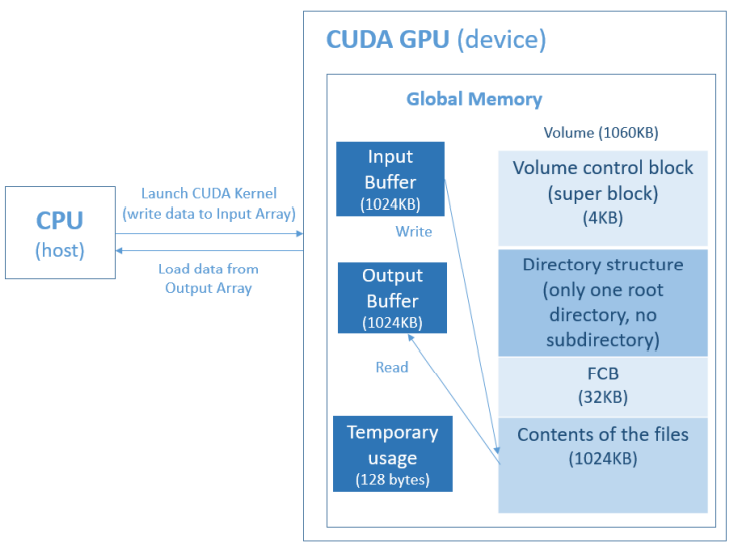 CUDA GPU (device)
Global Memory
Volume (1060KB)
Input
Buffer
(1024KB)
Volume control block
(super block)
(4KB)
Launch CUDA Kernel
(write data to Input Array)
CPU
(host)
Write
Load data from
Output Array
Output
Buffer
(1024KB)
Directory structure
(only one root
directory, no
subdirectory)
Read
FCB
(32KB)
Temporary
usage
(128 bytes)
Contents of the files
(1024KB)